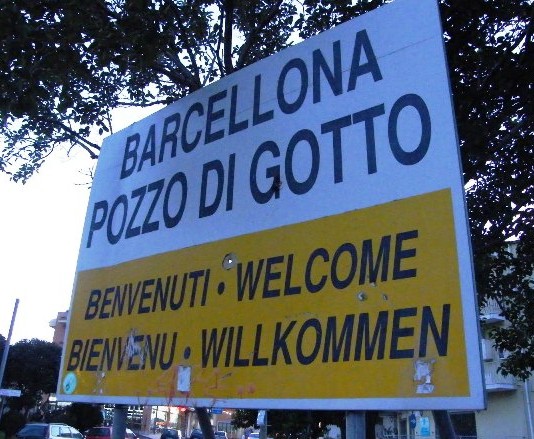 BARCELLONA
POZZO DI GOTTO
BENVENUTI • WELCOME
BIENVENU • WILLKOMMEN